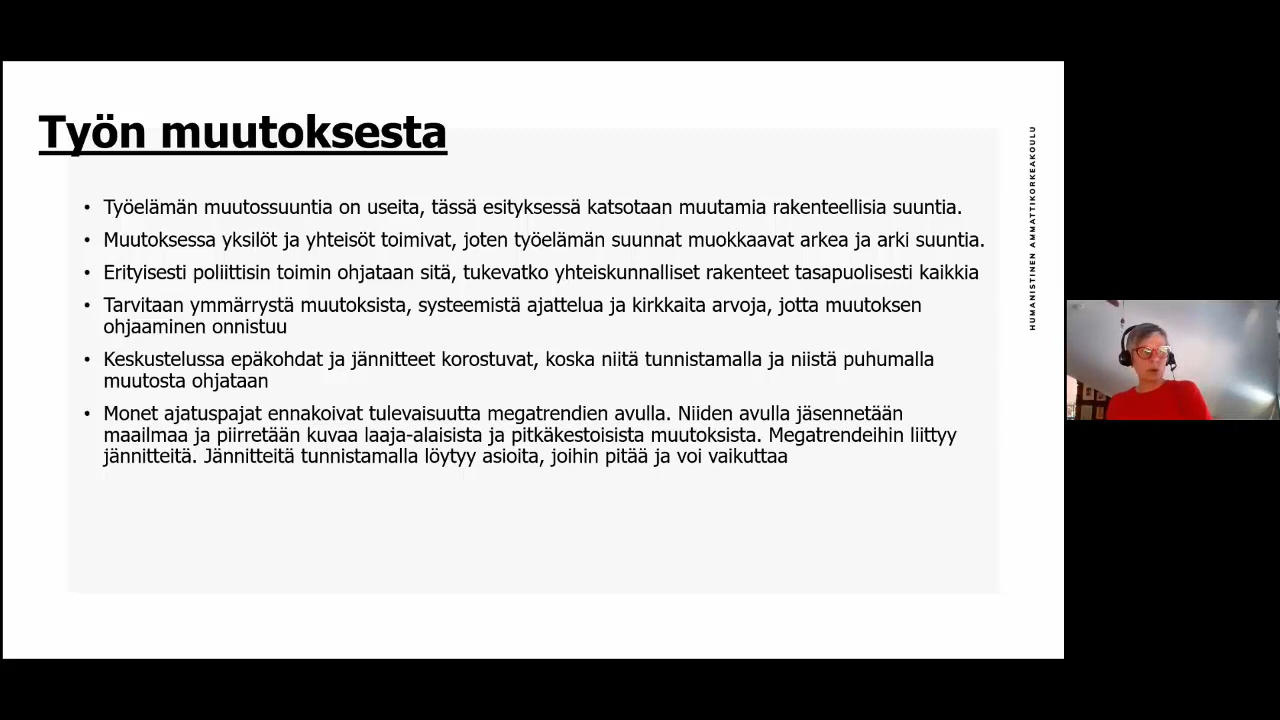 Työn muutoksesta
• Työelämän muutossuuntia on useita, tässä esityksessä katsotaan muutamia rakenteellisia suuntia.
• Muutoksessa yksilöt ja yhteisöt toimivat, joten työelämän suunnat muokkaavat arkea ja arki suuntia.
• Erityisesti poliittisin toimin ohjataan sitä, tukevatko yhteiskunnalliset rakenteet tasapuolisesti kaikkia
• Tarvitaan ymmärrystä muutoksista, systeemistä ajattelua ja kirkkaita arvoja, jotta muutoksen
ohjaaminen onnistuu
• Keskustelussa epäkohdat ja jännitteet korostuvat, koska niitä tunnistamalla ja niistä puhumalla
muutosta ohjataan
• Monet ajatuspajat ennakoivat tulevaisuutta megatrendien avulla. Niiden avulla jäsennetään
maailmaa ja piirretään kuvaa laaja-alaisista ja pitkäkestoisista muutoksista. Megatrendeihin liittyy
jännitteitä. Jännitteitä tunnistamalla löytyy asioita, joihin pitää ja voi vaikuttaa
HUMANISTINEN AMMATTIKORKEAKOULU